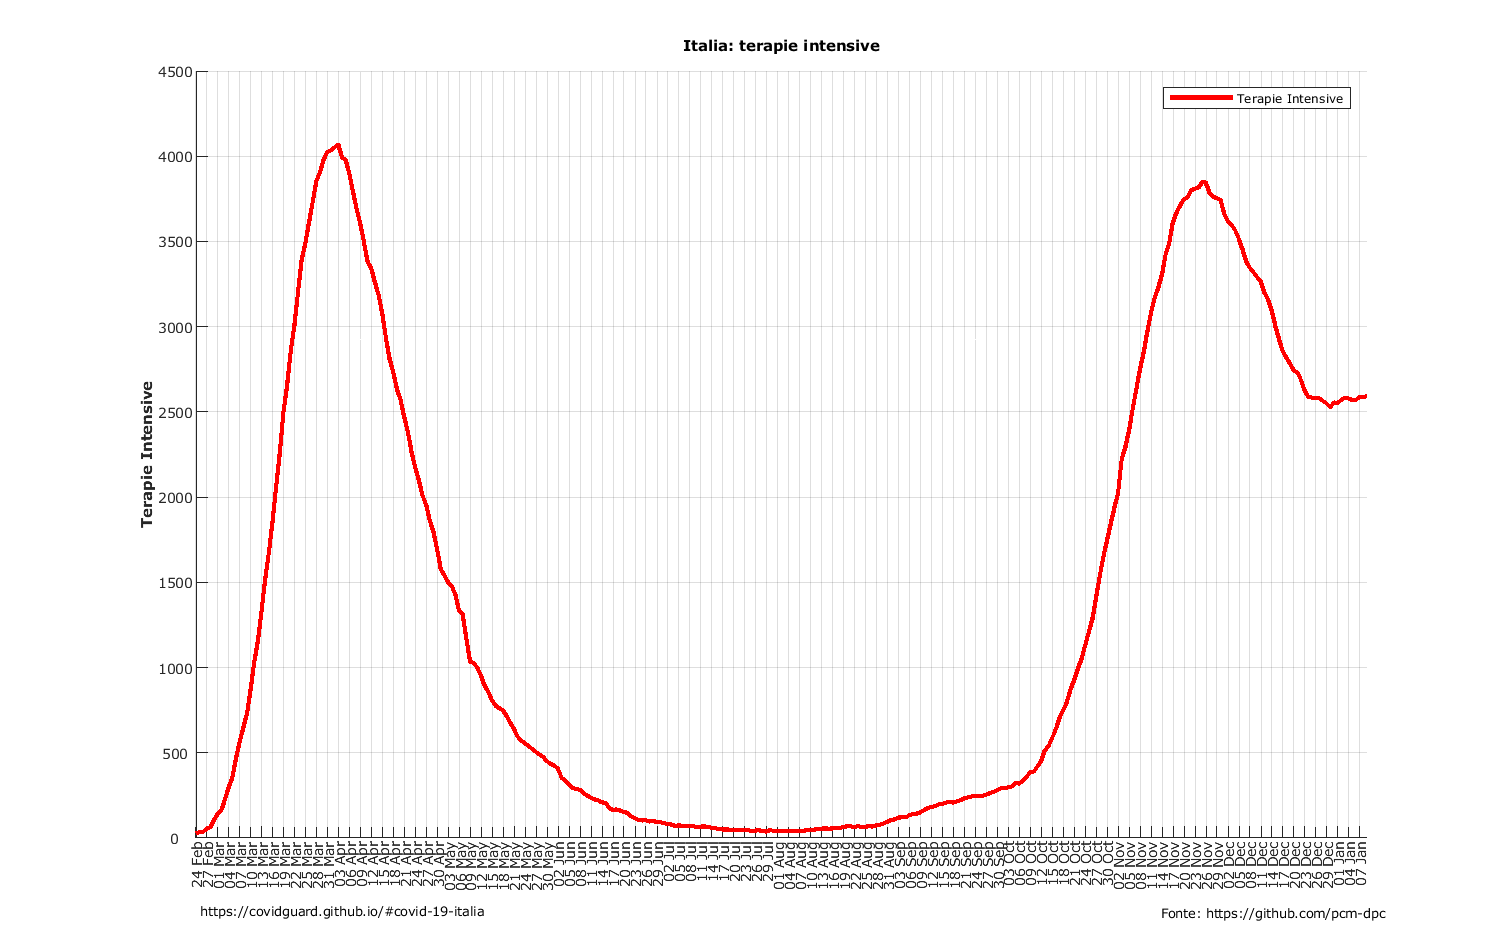 Italia: terapie intensive
Terapie Intensive
4500
4000
3500
3000
2500
2000
1500
1000
500
0
Terapie Intensive
24 Feb
27 Feb
01 Mar
04 Mar
07 Mar
10 Mar
13 Mar
16 Mar
19 Mar
22 Mar
25 Mar
28 Mar
31 Mar
03 Apr
06 Apr
09 Apr
12 Apr
15 Apr
18 Apr
21 Apr
24 Apr
27 Apr
30 Apr
03 May
06 May
09 May
12 May
15 May
18 May
21 May
24 May
27 May
30 May
02 Jun
05 Jun
08 Jun
11 Jun
14 Jun
17 Jun
20 Jun
23 Jun
26 Jun
29 Jun
02 Jul
05 Jul
08 Jul
11 Jul
14 Jul
17 Jul
20 Jul
23 Jul
26 Jul
29 Jul
01 Aug
04 Aug
07 Aug
10 Aug
13 Aug
16 Aug
19 Aug
22 Aug
25 Aug
28 Aug
31 Aug
03 Sep
06 Sep
09 Sep
12 Sep
15 Sep
18 Sep
21 Sep
24 Sep
27 Sep
30 Sep
03 Oct
06 Oct
09 Oct
12 Oct
15 Oct
18 Oct
21 Oct
24 Oct
27 Oct
30 Oct
02 Nov
05 Nov
08 Nov
11 Nov
14 Nov
17 Nov
20 Nov
23 Nov
26 Nov
29 Nov
02 Dec
05 Dec
08 Dec
11 Dec
14 Dec
17 Dec
20 Dec
23 Dec
26 Dec
29 Dec
01 Jan
04 Jan
07 Jan
https://covidguard.github.io/#covid-19-italia
Fonte: https://github.com/pcm-dpc